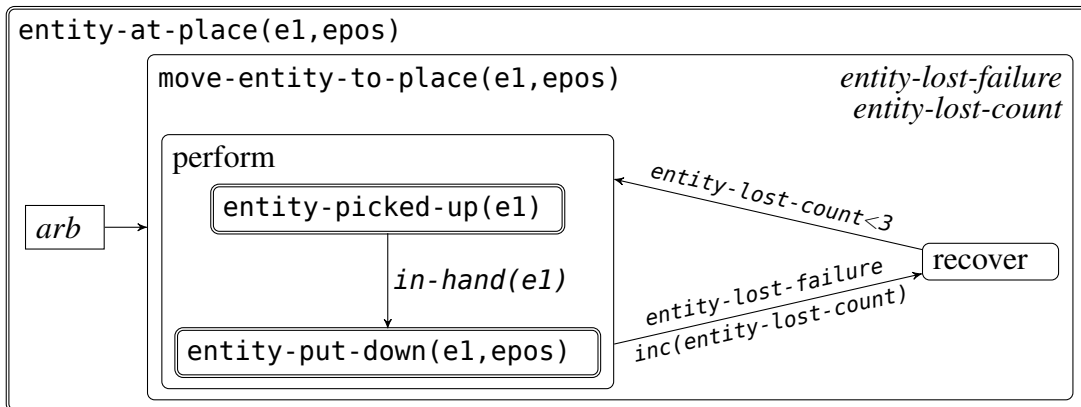 entity-at-place(e1,epos)
move-entity-to-place(e1,epos)
entity-lost-failure
entity-lost-count
perform
entity-picked-up(e1)
entity-lost-count<3
arb
in-hand(e1)
recover
entity-lost-failure
inc(entity-lost-count)
entity-put-down(e1,epos)